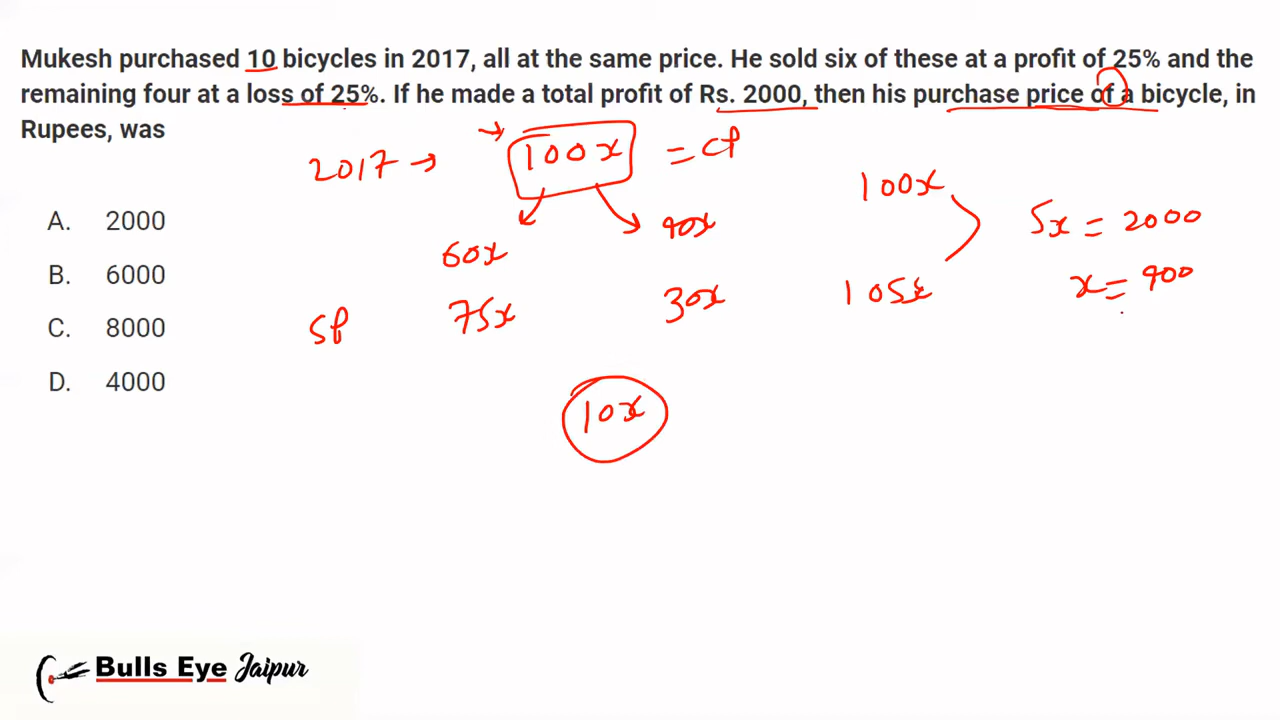 Mukesh purchased 10 bicycles in 2017, all at the same price. He sold six of these at a profit of 25% and the
remaining four at a loss of 25%. If he made a total profit of Rs. 2000, then his purchase price of a bicycle, in
Rupees, was
2017 → 100x = CP
100x
60x 40x
5x = 2000
A. 2000
B. 6000
C. 8000
D. 4000
SP 75x 30x
105x
x = 400
10x
Bulls Eye Jaipur